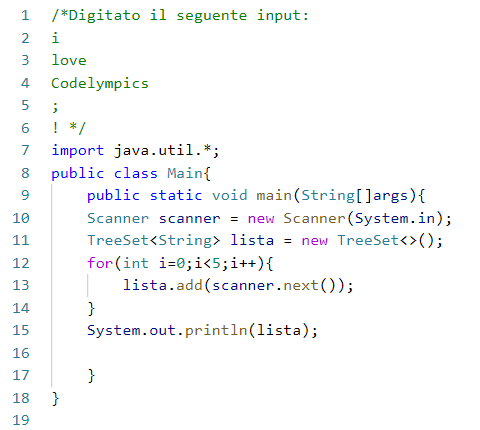 1 /*Digitato il seguente input:
2 i
3 love
4 Codelympics
5 ;
6 ! */
7 import java.util.*;
8 public class Main{
9     public static void main(String[]args){
10     Scanner scanner = new Scanner(System.in);
11     TreeSet<String> lista = new TreeSet<>();
12     for(int i=0;i<5;i++){
13         lista.add(scanner.next());
14     }
15     System.out.println(lista);
16
17     }
18 }
19